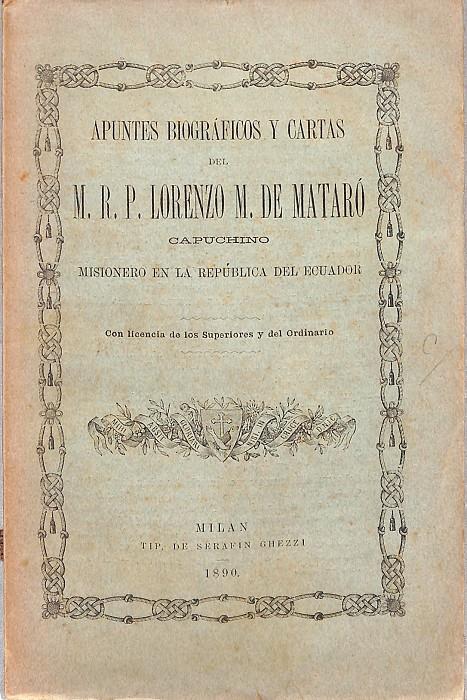 APUNTES BIOGRÁFICOS Y CARTAS
DEL
M. R. P. LORENZO M. DE MATARÓ
CAPUCHINO
MISIONERO EN LA REPÚBLICA DEL ECUADOR
Con licencia de los Superiores y del Ordinario
MILAN
TIP. DE SERAFIN GHEZZI
1890.